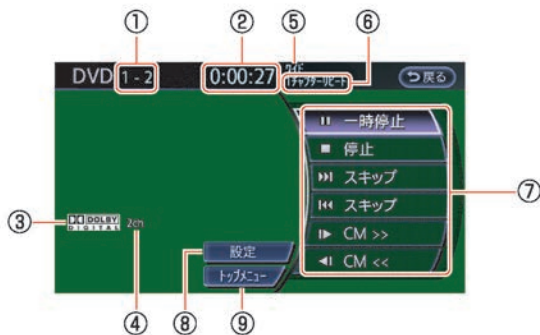 ① ② ⑤ ⑥
DVD 1 - 2 0:00:27 ワイド
1チャプターリピート
戻る
一時停止
停止
スキップ
スキップ
CM >>
CM <<
⑦
③ DOLBY DIGITAL 2ch
設定
トップメニュー
④ ⑧ ⑨